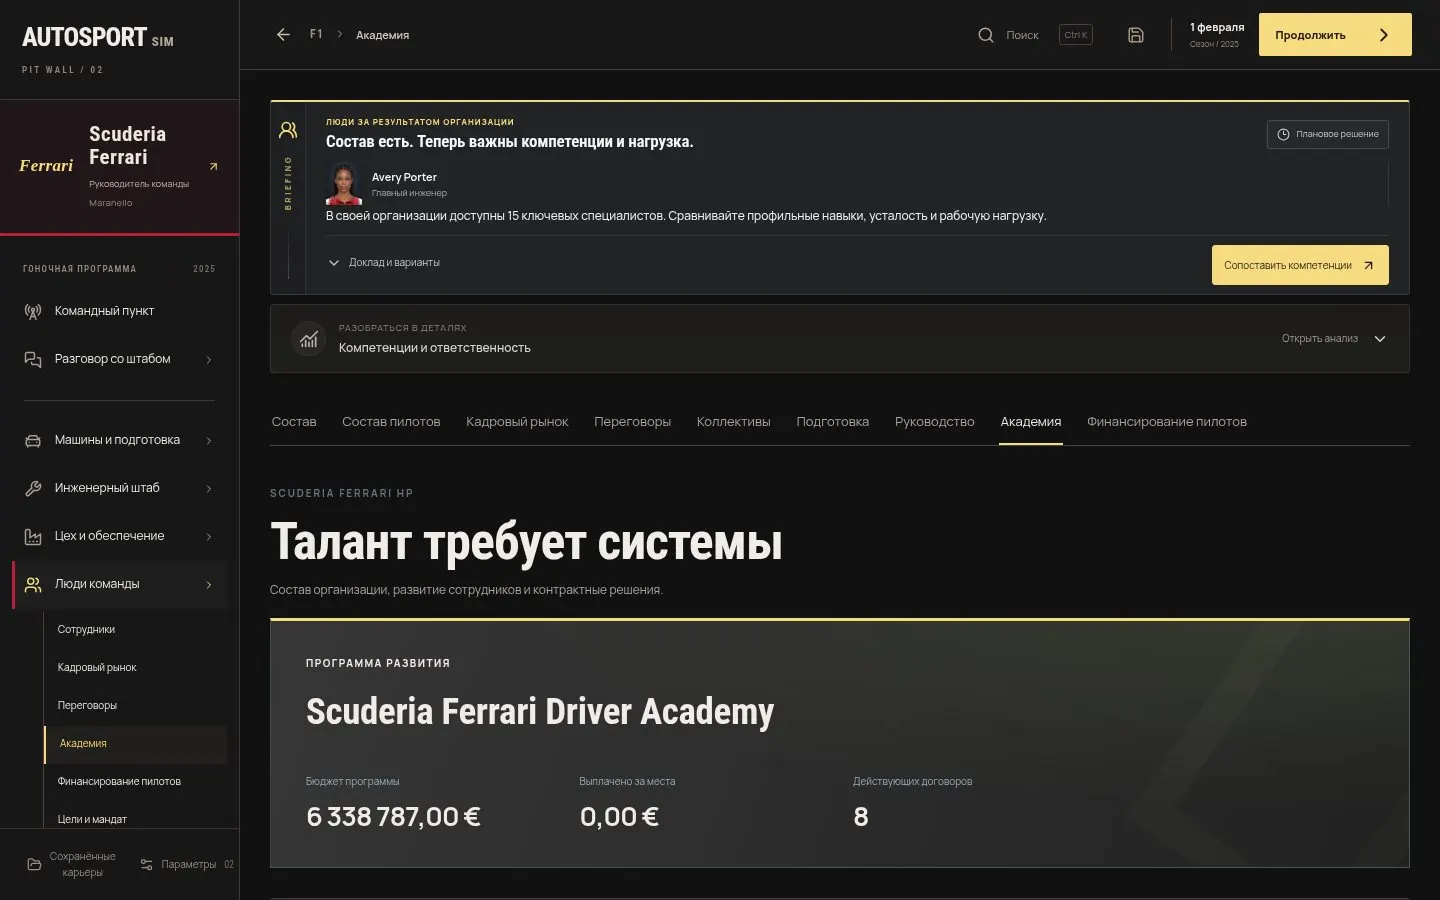 AUTOSPORT SIM
PIT WALL / 02
Ferrari
Scuderia
Ferrari
Руководитель команды
Maranello
ГОНОЧНАЯ ПРОГРАММА 2025
Командный пункт
Разговор со штабом
Машины и подготовка
Инженерный штаб
Цех и обеспечение
Люди команды
Сотрудники
Кадровый рынок
Переговоры
Академия
Финансирование пилотов
Цели и мандат
Сохранённые
карьеры
Параметры 02
F1 Академия
Поиск Ctrl K
1 февраля
Сезон / 2025
Продолжить
BRIEFING
ЛЮДИ ЗА РЕЗУЛЬТАТОМ ОРГАНИЗАЦИИ
Состав есть. Теперь важны компетенции и нагрузка.
Плановое решение
Avery Porter
Главный инженер
В своей организации доступны 15 ключевых специалистов. Сравнивайте профильные навыки, усталость и рабочую нагрузку.
Доклад и варианты
Сопоставить компетенции
РАЗОБРАТЬСЯ В ДЕТАЛЯХ
Компетенции и ответственность
Открыть анализ
Состав Состав пилотов Кадровый рынок Переговоры Коллективы Подготовка Руководство Академия Финансирование пилотов
SCUDERIA FERRARI HP
Талант требует системы
Состав организации, развитие сотрудников и контрактные решения.
ПРОГРАММА РАЗВИТИЯ
Scuderia Ferrari Driver Academy
Бюджет программы Выплачено за места Действующих договоров
6 338 787,00 € 0,00 € 8